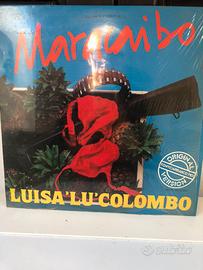 Maracaibo
ORIGINAL
VERSION
LUISA "LU" COLOMBO
subito